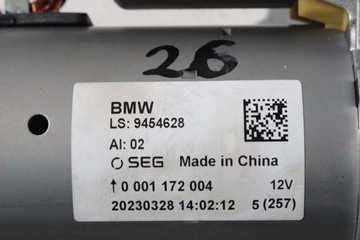 26
BMW
LS: 9454628
AI: 02
SEG Made in China
↑ 0 001 172 004 12V
20230328 14:02:12 5 (257)